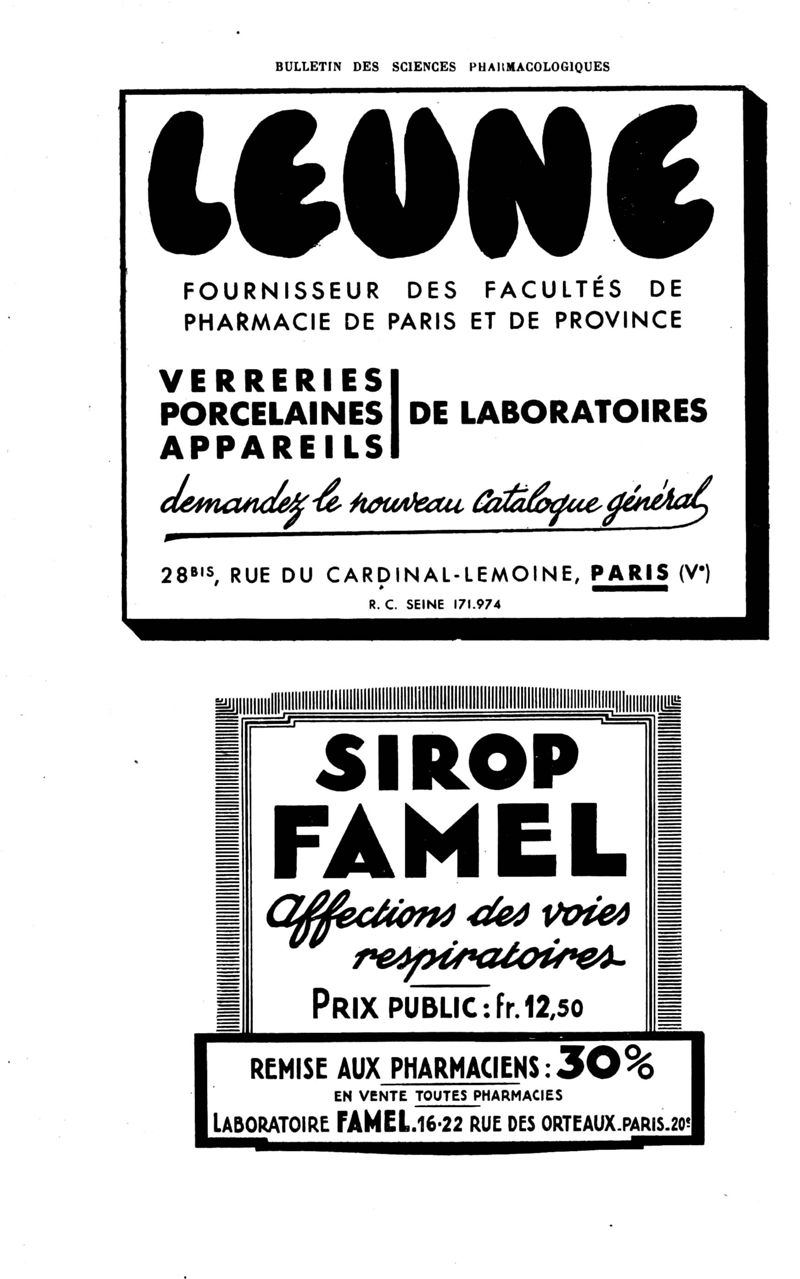 BULLETIN DES SCIENCES PHARMACOLOGIQUES
LEUNE
FOURNISSEUR DES FACULTÉS DE
PHARMACIE DE PARIS ET DE PROVINCE
VERRERIES
PORCELAINES
APPAREILS
DE LABORATOIRES
demandez le nouveau Catalogue général
28BIS, RUE DU CARDINAL-LEMOINE, PARIS (Ve)
R. C. SEINE 171.974
SIROP
FAMEL
Affections des voies
respiratoires
PRIX PUBLIC : fr. 12,50
REMISE AUX PHARMACIENS : 30%
EN VENTE TOUTES PHARMACIES
LABORATOIRE FAMEL.16-22 RUE DES ORTEAUX.PARIS.20e